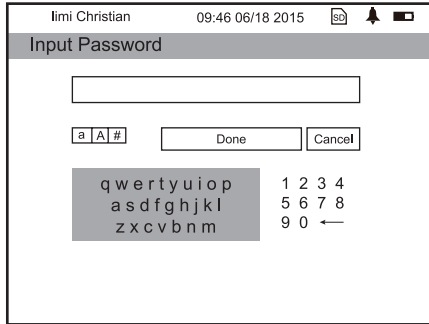 Iimi Christian 09:46 06/18 2015 SD
Input Password
a A # Done Cancel
q w e r t y u i o p 1 2 3 4
a s d f g h j k l 5 6 7 8
z x c v b n m 9 0 ←